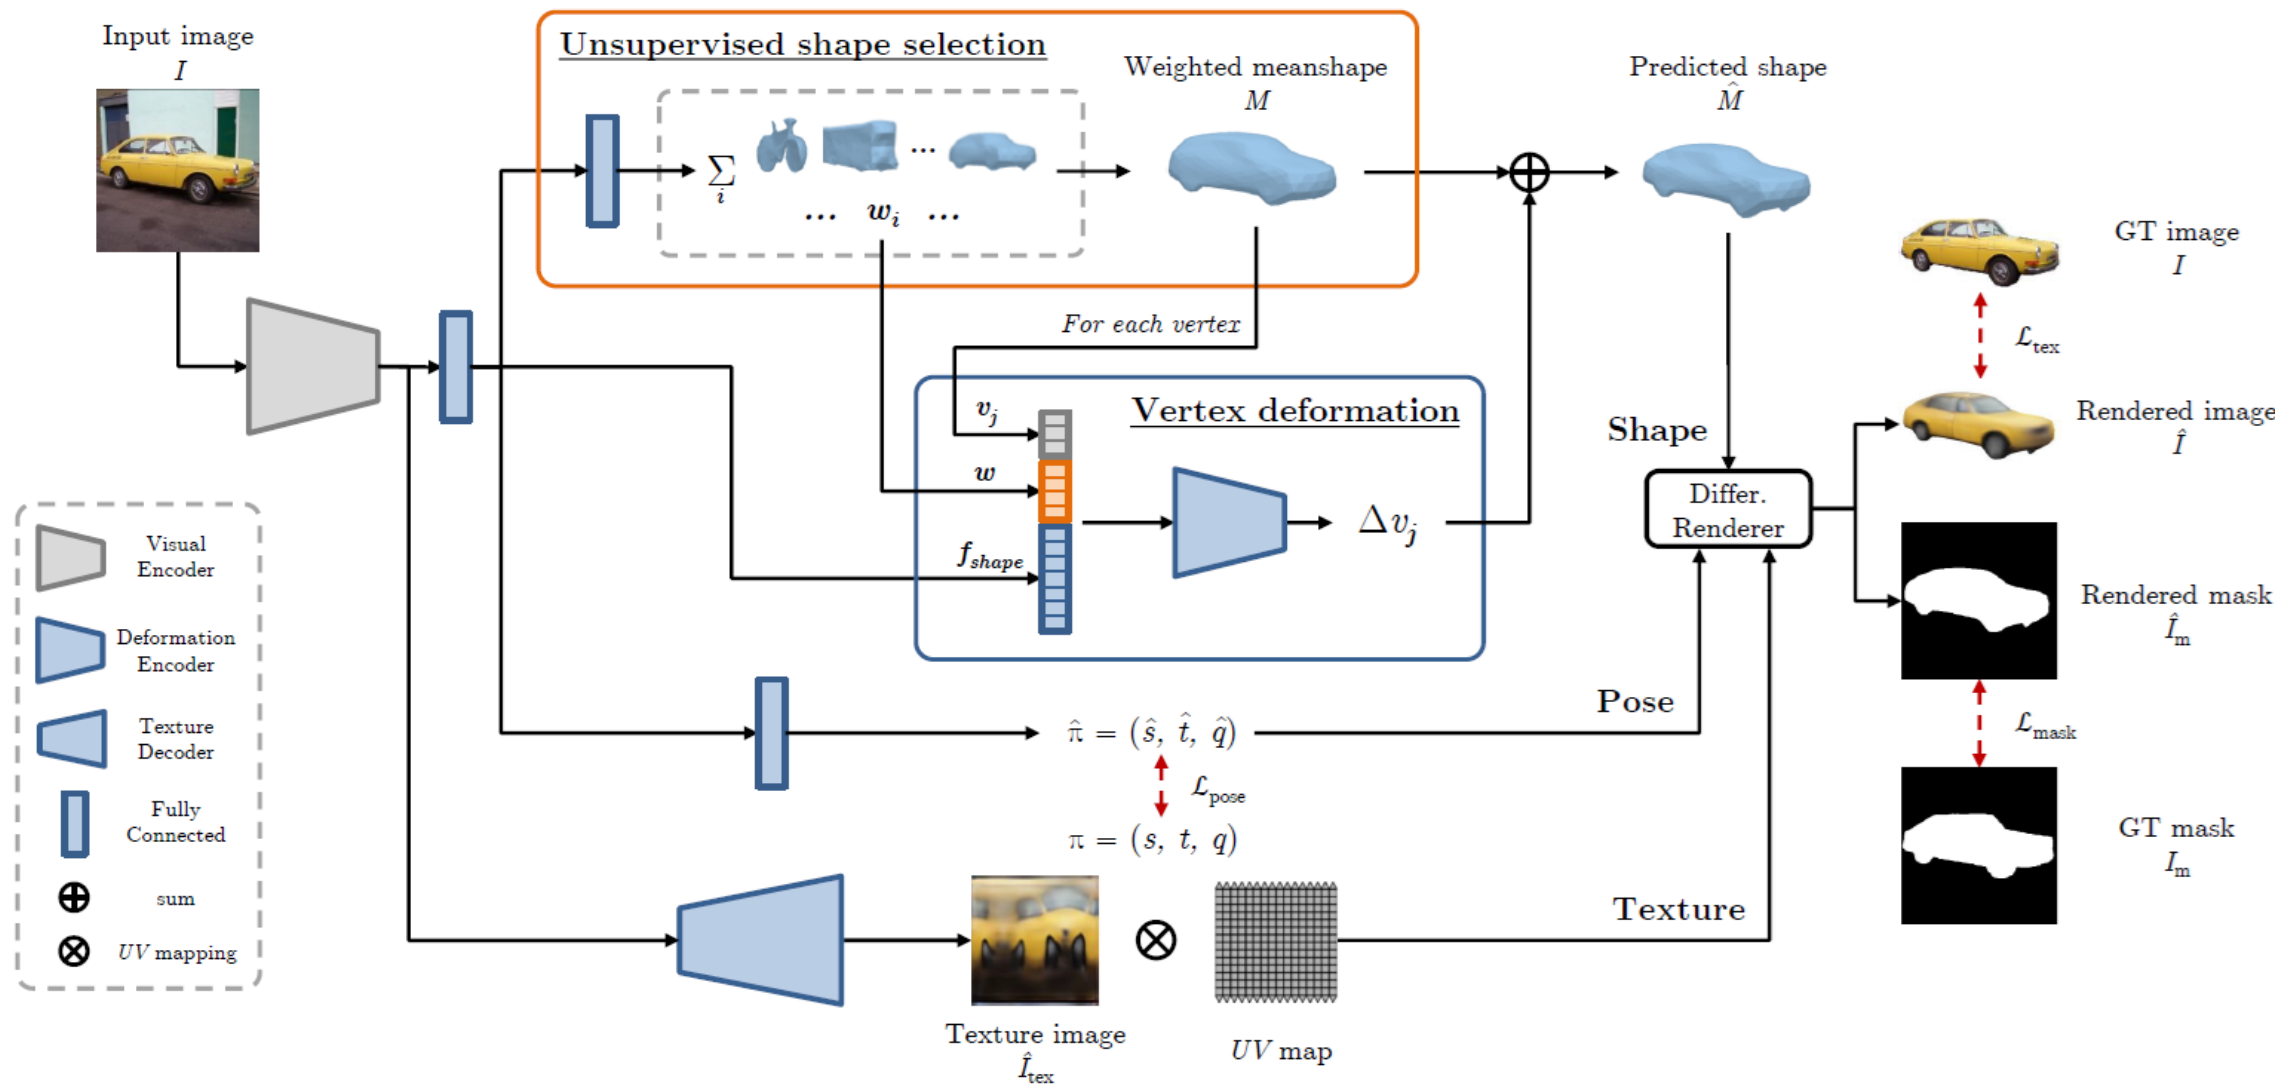 Input image
I
Unsupervised shape selection
Σ
i
...
... w_i ...
Weighted meanshape
M
Predicted shape
M̂
GT image
I
ℒ_tex
Rendered image
Î
For each vertex
Vertex deformation
v_j
w
f_shape
Δv_j
Shape
Differ.
Renderer
Rendered mask
Î_m
ℒ_mask
GT mask
I_m
Pose
π̂ = (ŝ, t̂, q̂)
ℒ_pose
π = (s, t, q)
Texture
Texture image
Î_tex
UV map
Visual
Encoder
Deformation
Encoder
Texture
Decoder
Fully
Connected
sum
UV mapping